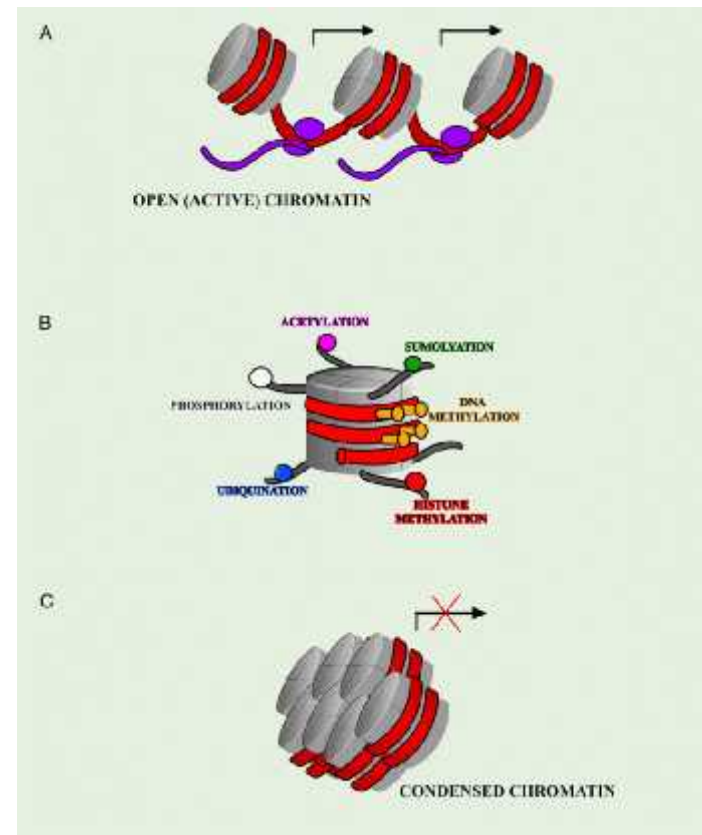 A
OPEN (ACTIVE) CHROMATIN
B
ACETYLATION
SUMOLYATION
PHOSPHORYLATION
DNA
METHYLATION
UBIQUINATION
HISTONE
METHYLATION
C
CONDENSED CHROMATIN